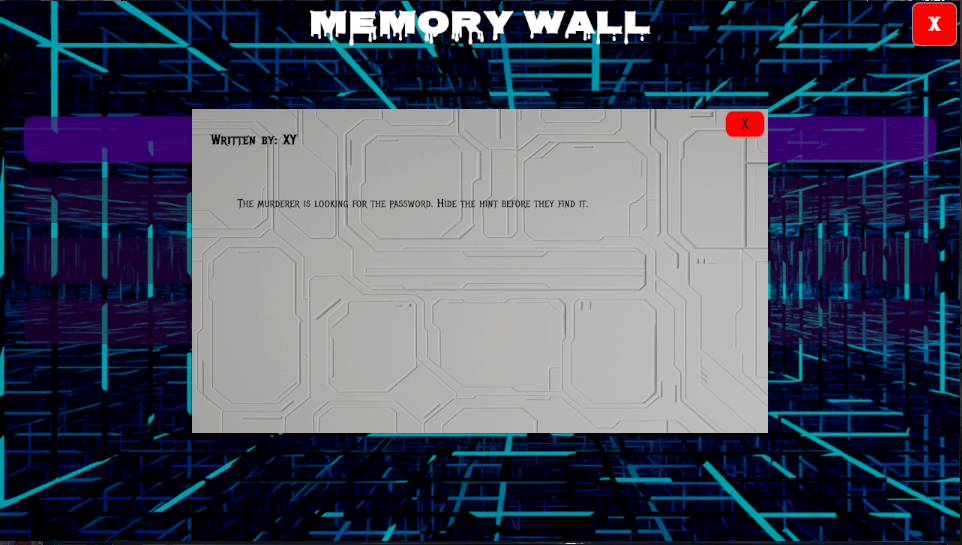 MEMORY WALL
X
X
Written by: XY
The murderer is looking for the password. Hide the hint before they find it.